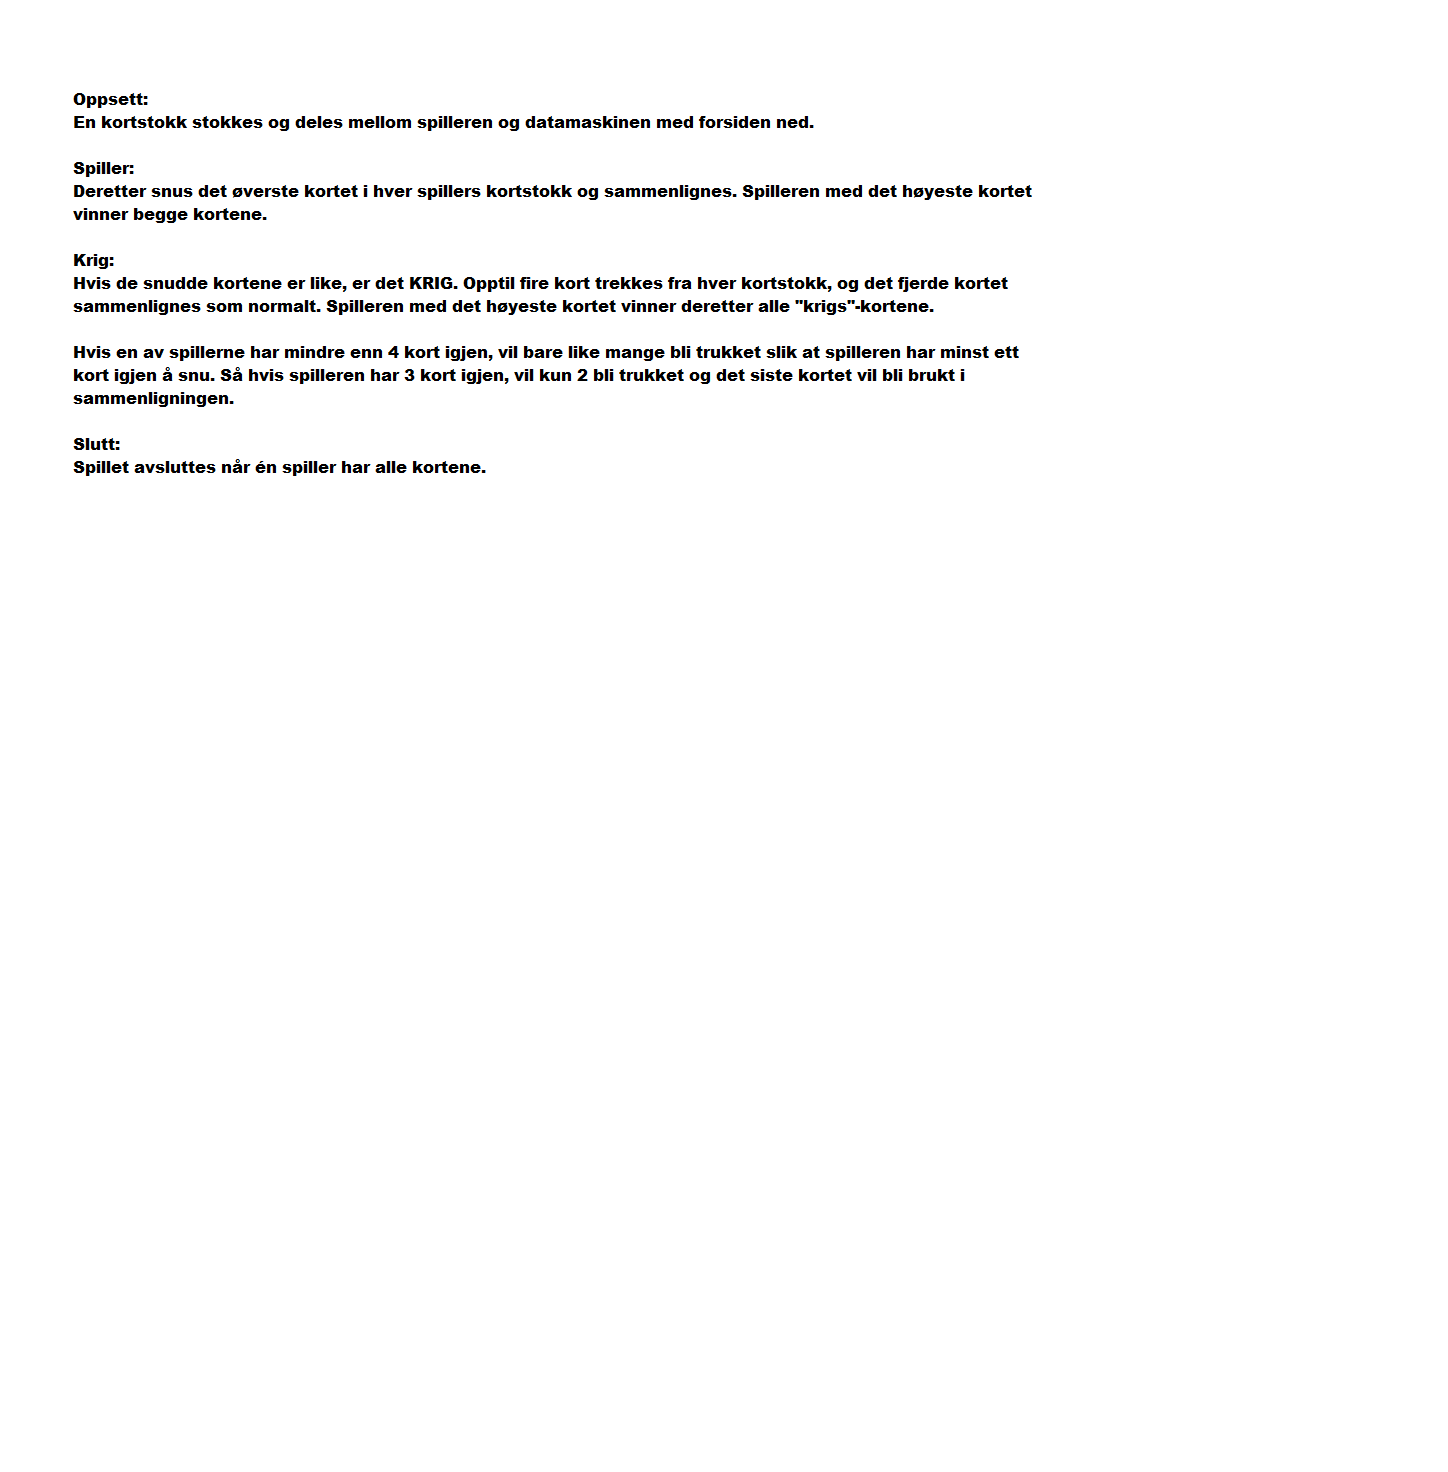 Oppsett:
En kortstokk stokkes og deles mellom spilleren og datamaskinen med forsiden ned.
Spiller:
Deretter snus det øverste kortet i hver spillers kortstokk og sammenlignes. Spilleren med det høyeste kortet
vinner begge kortene.
Krig:
Hvis de snudde kortene er like, er det KRIG. Opptil fire kort trekkes fra hver kortstokk, og det fjerde kortet
sammenlignes som normalt. Spilleren med det høyeste kortet vinner deretter alle "krigs"-kortene.
Hvis en av spillerne har mindre enn 4 kort igjen, vil bare like mange bli trukket slik at spilleren har minst ett
kort igjen å snu. Så hvis spilleren har 3 kort igjen, vil kun 2 bli trukket og det siste kortet vil bli brukt i
sammenligningen.
Slutt:
Spillet avsluttes når én spiller har alle kortene.